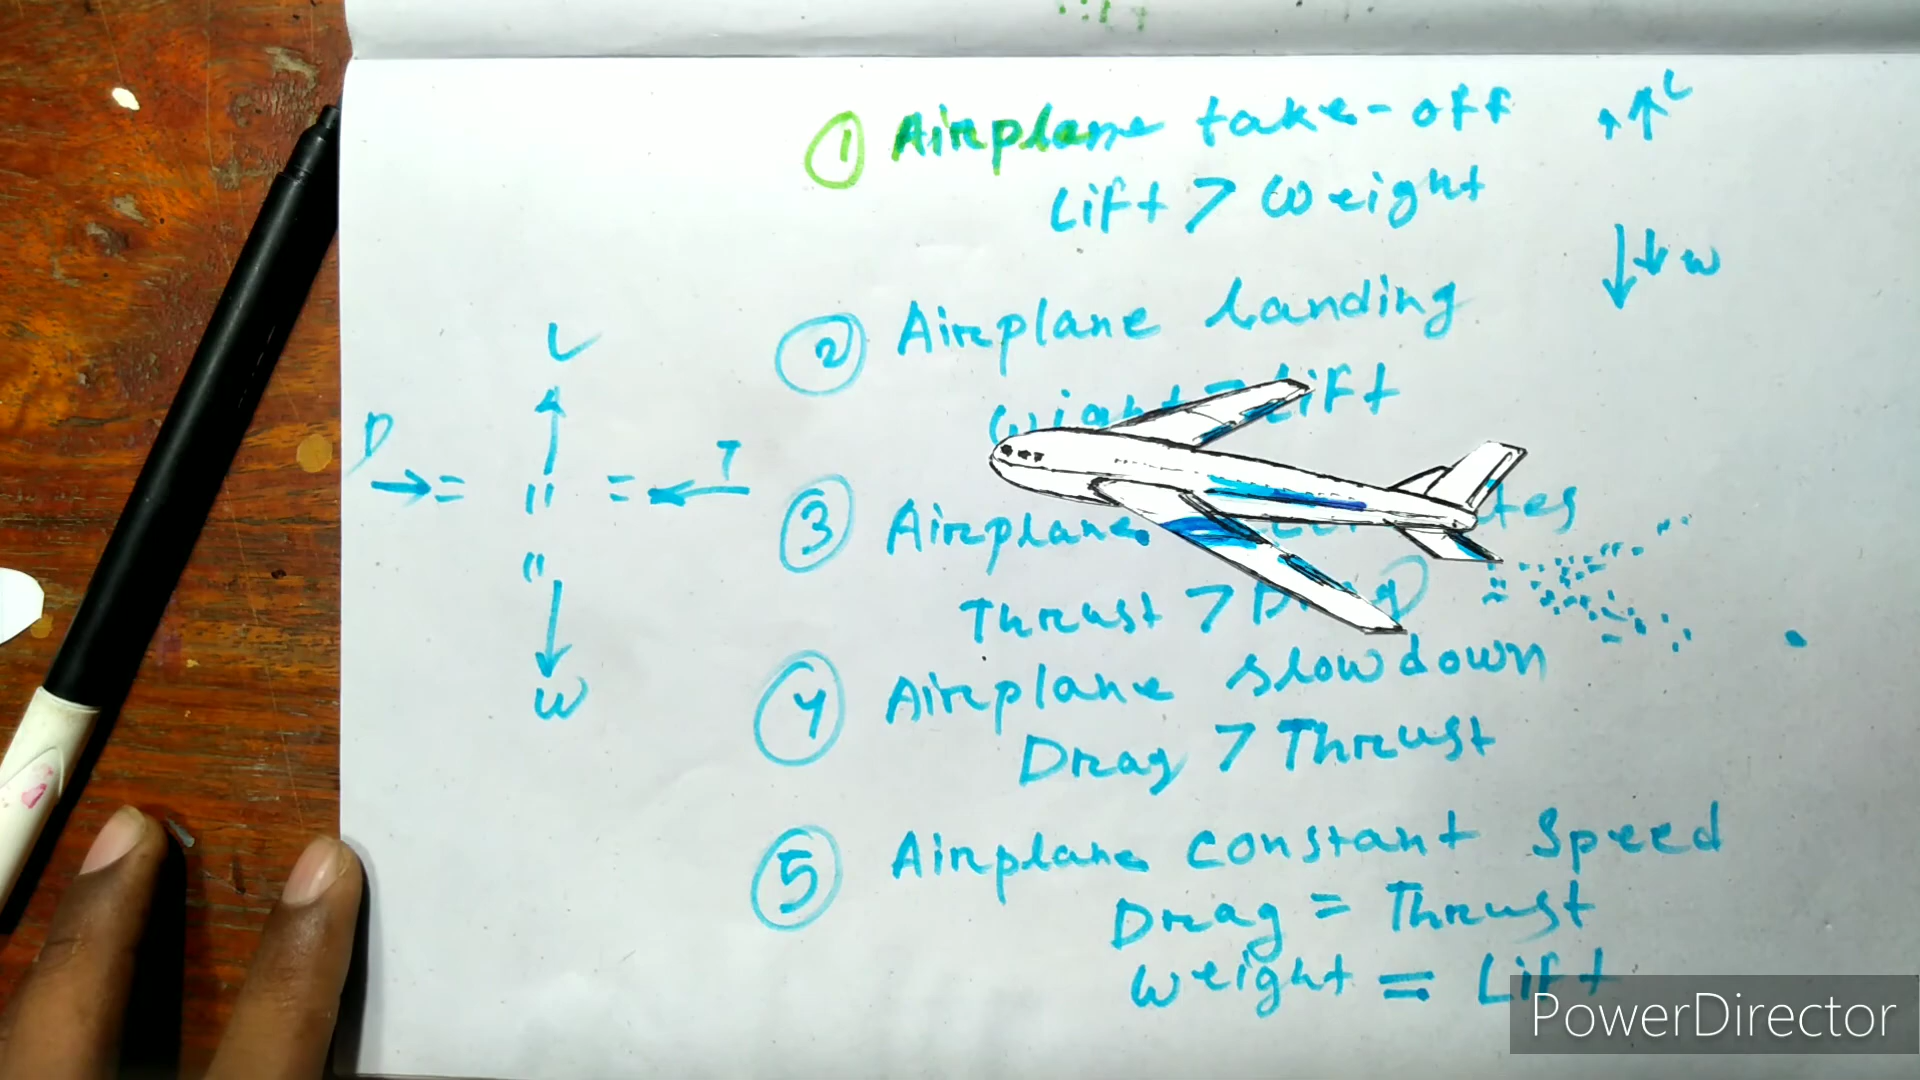 ① Airplane take-off
L
Lift > Weight
w
② Airplane Landing
> Lift
L
D
= " =
T
③ Airplane
"
Thrust >
w
④ Airplane slowdown
Drag > Thrust
⑤ Airplane constant Speed
Drag = Thrust
Weight = Lift
PowerDirector